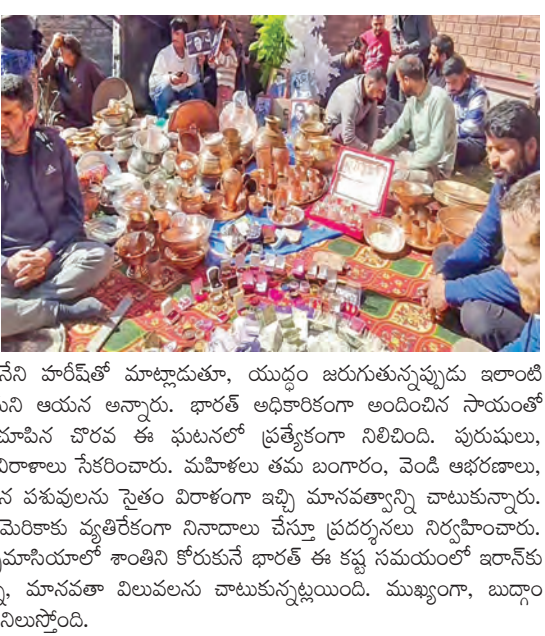 నేని హరీష్‌తో మాట్లాడుతూ, యుద్ధం జరుగుతున్నప్పుడు ఇలాంటి
ఆయన అన్నారు. భారత్ అధికారికంగా అందించిన సాయంతో
చూపిన చొరవ ఈ ఘటనలో ప్రత్యేకంగా నిలిచింది. పురుషులు,
విరాళాలు సేకరించారు. మహిళలు తమ బంగారం, వెండి ఆభరణాలు,
న పశువులను సైతం విరాళంగా ఇచ్చి మానవత్వాన్ని చాటుకున్నారు.
మెరికాకు వ్యతిరేకంగా నినాదాలు చేస్తూ ప్రదర్శనలు నిర్వహించారు.
మాసియాలో శాంతిని కోరుకునే భారత్ ఈ కష్ట సమయంలో ఇరాన్‌కు
మానవతా విలువలను చాటుకున్నట్లయింది. ముఖ్యంగా, బుద్గాం
నిలుస్తోంది.